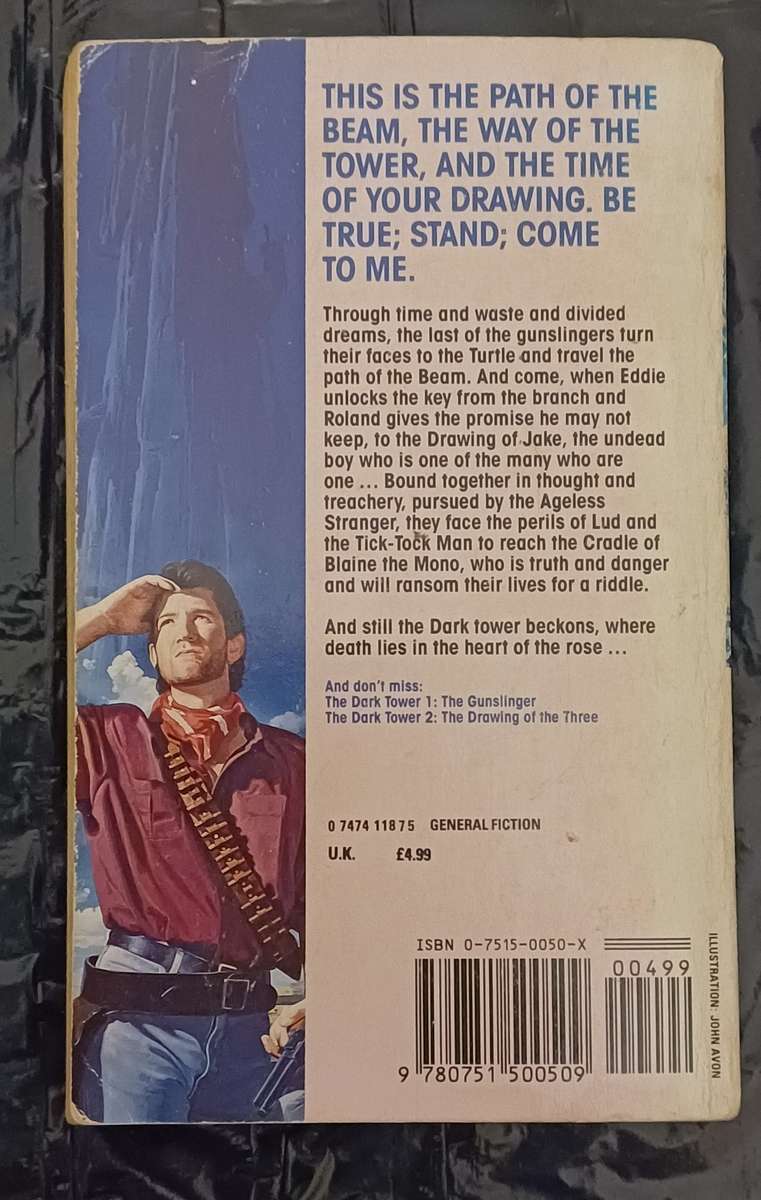 THIS IS THE PATH OF THE
BEAM, THE WAY OF THE
TOWER, AND THE TIME
OF YOUR DRAWING. BE
TRUE; STAND; COME
TO ME.
Through time and waste and divided
dreams, the last of the gunslingers turn
their faces to the Turtle and travel the
path of the Beam. And come, when Eddie
unlocks the key from the branch and
Roland gives the promise he may not
keep, to the Drawing of Jake, the undead
boy who is one of the many who are
one ... Bound together in thought and
treachery, pursued by the Ageless
Stranger, they face the perils of Lud and
the Tick-Tock Man to reach the Cradle of
Blaine the Mono, who is truth and danger
and will ransom their lives for a riddle.
And still the Dark tower beckons, where
death lies in the heart of the rose ...
And don't miss:
The Dark Tower 1: The Gunslinger
The Dark Tower 2: The Drawing of the Three
0 7474 1187 5 GENERAL FICTION
U.K. £4.99
ISBN 0-7515-0050-X
00499
9 780751 500509
ILLUSTRATION: JOHN AVON